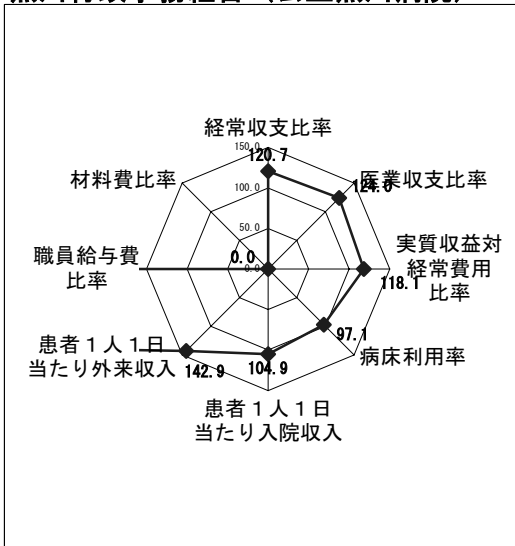 経常収支比率
150.0
120.7
医業収支比率
124.0
材料費比率
100.0
50.0
実質収益対
経常費用
比率
118.1
職員給与費
比率
0.0
0.0
97.1
病床利用率
患者１人１日
当たり外来収入
142.9
104.9
患者１人１日
当たり入院収入